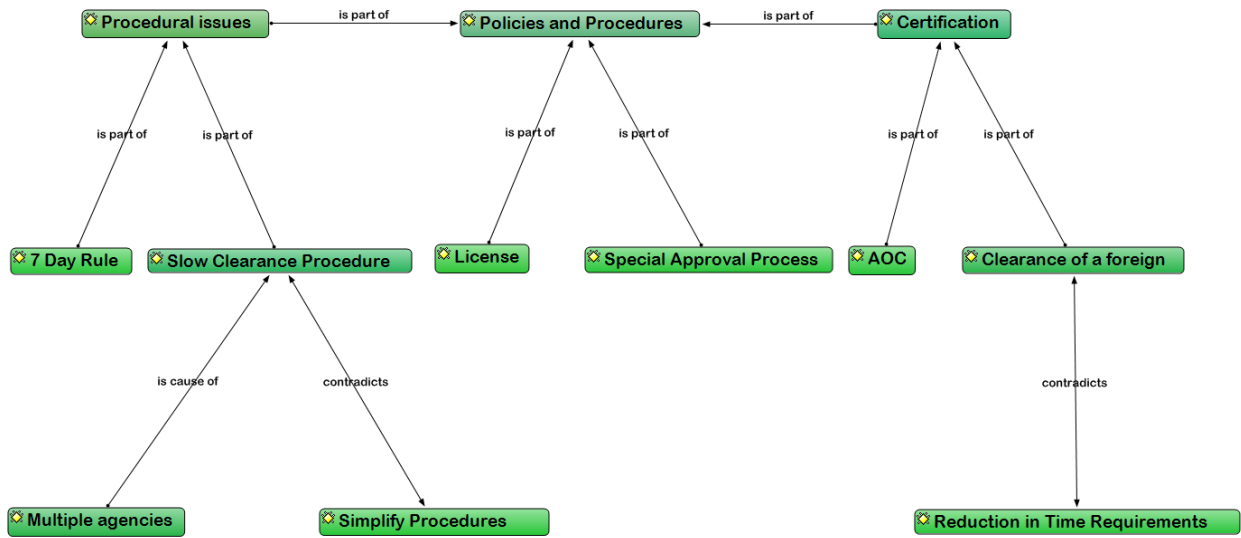 Procedural issues
is part of
Policies and Procedures
is part of
Certification
is part of
is part of
is part of
is part of
is part of
is part of
7 Day Rule
Slow Clearance Procedure
License
Special Approval Process
AOC
Clearance of a foreign
is cause of
contradicts
contradicts
Multiple agencies
Simplify Procedures
Reduction in Time Requirements